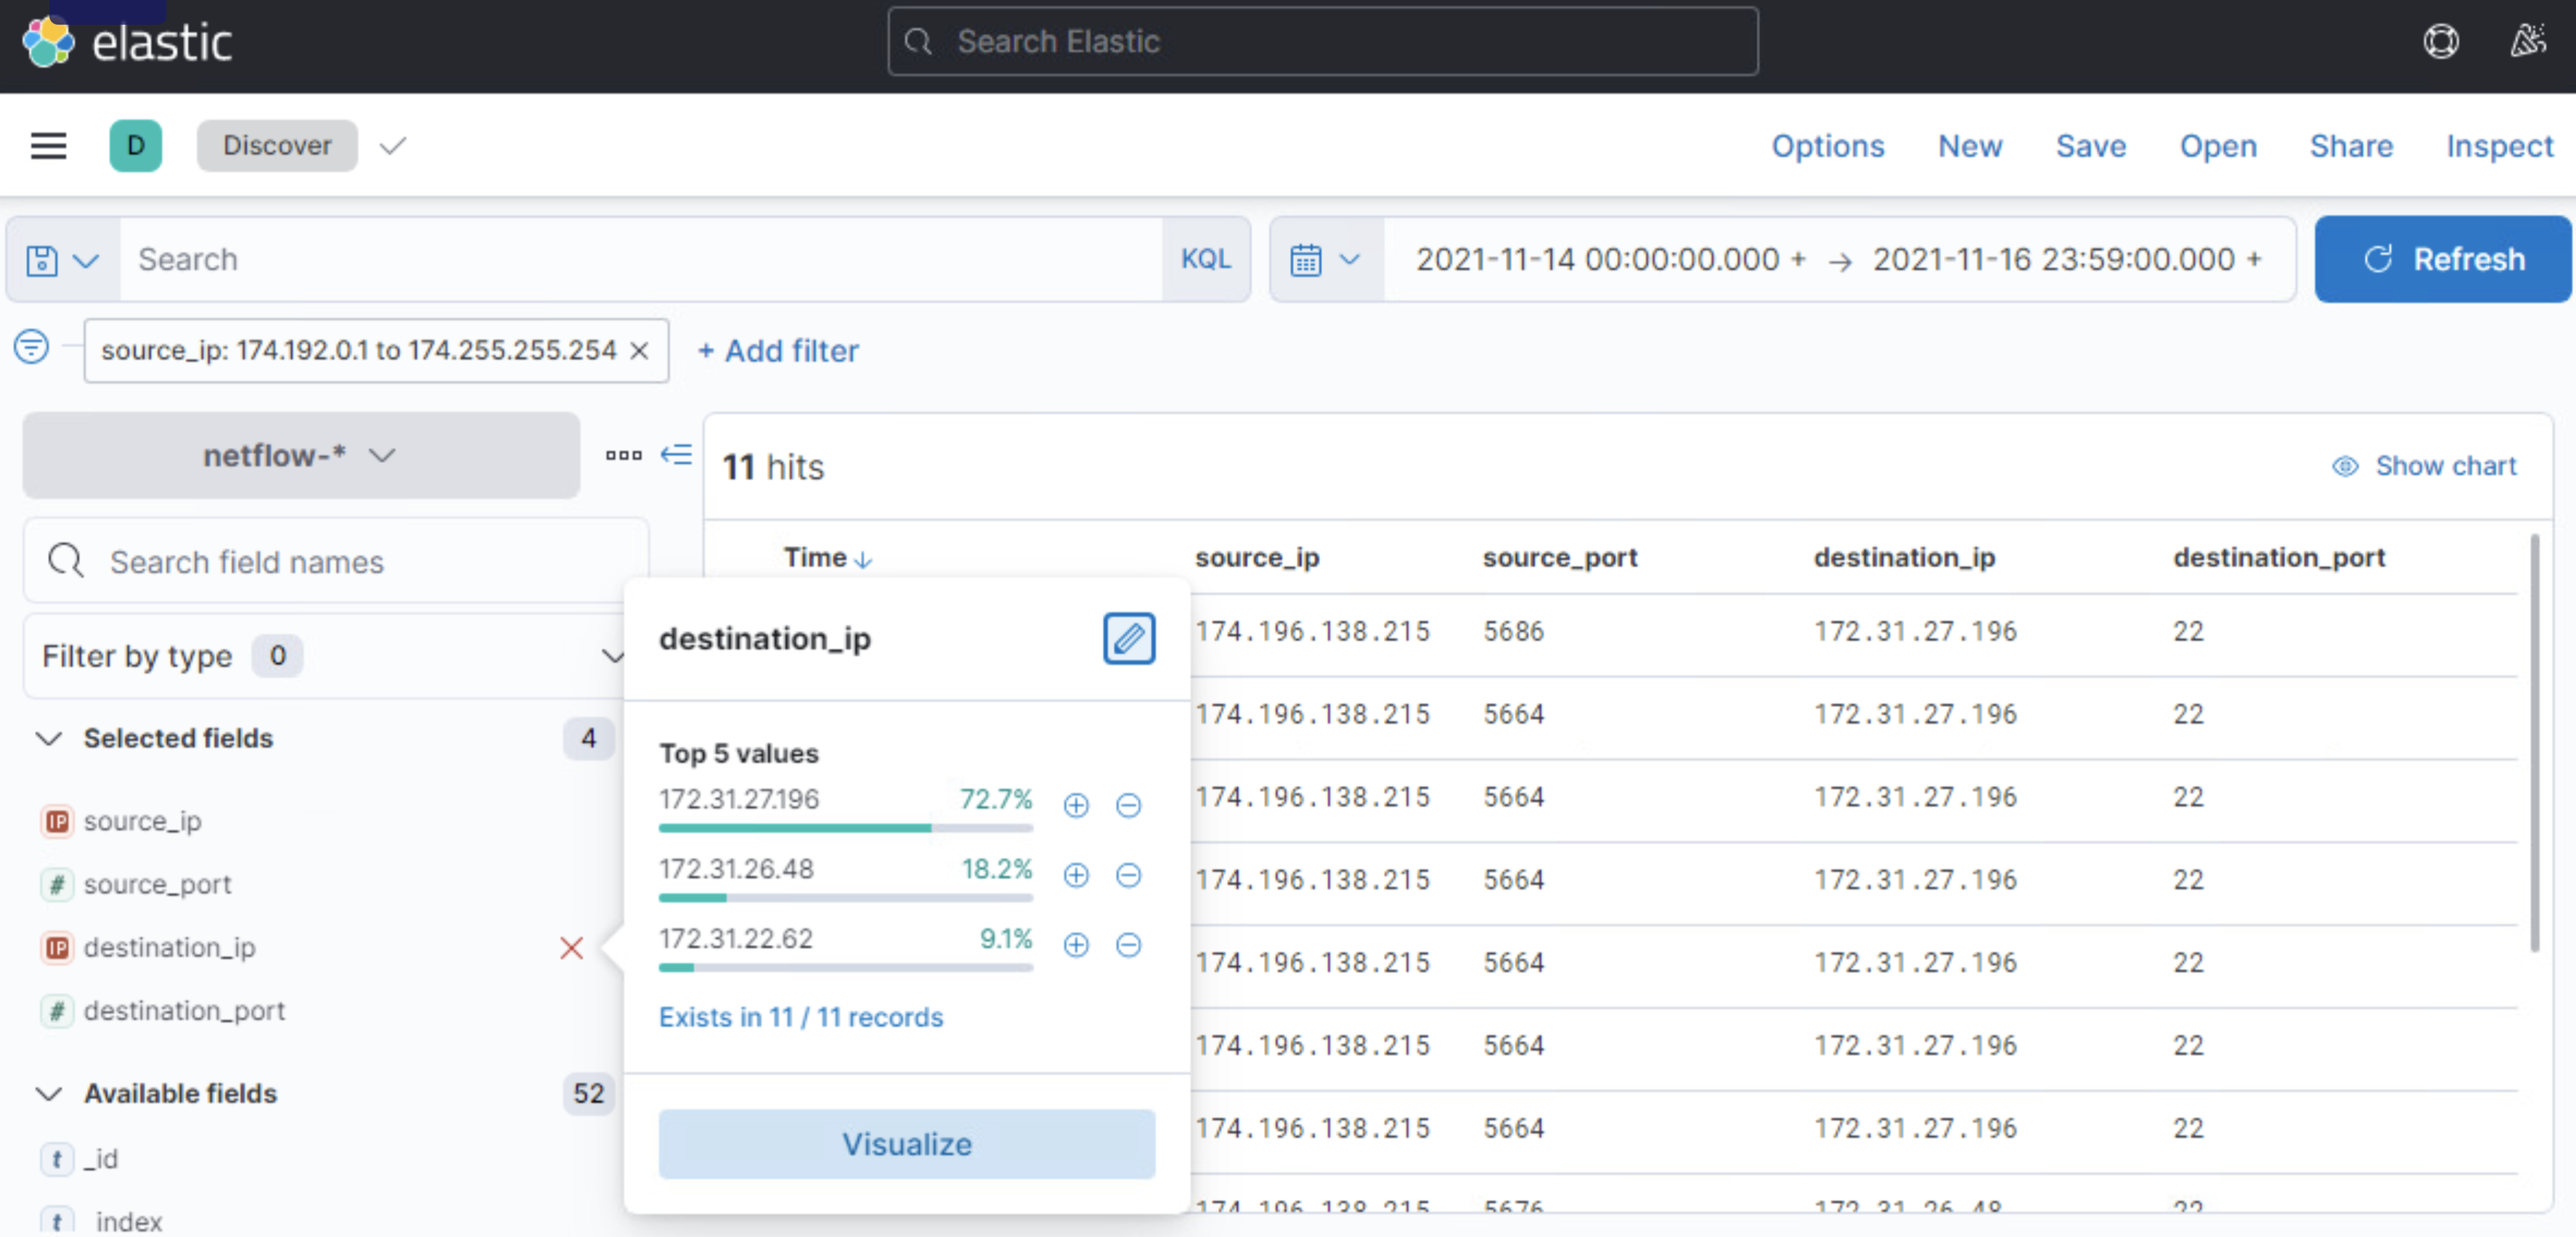 elastic
Search Elastic
D Discover Options New Save Open Share Inspect
Search KQL 2021-11-14 00:00:00.000 + → 2021-11-16 23:59:00.000 + Refresh
source_ip: 174.192.0.1 to 174.255.255.254 × + Add filter
netflow-*
11 hits Show chart
Search field names
Time ↓ source_ip source_port destination_ip destination_port
Filter by type 0
Selected fields 4
IP source_ip
# source_port
IP destination_ip
# destination_port
Available fields 52
t _id
t _index
destination_ip
Top 5 values
172.31.27.196 72.7%
172.31.26.48 18.2%
172.31.22.62 9.1%
Exists in 11 / 11 records
Visualize
174.196.138.215 5686 172.31.27.196 22
174.196.138.215 5664 172.31.27.196 22
174.196.138.215 5664 172.31.27.196 22
174.196.138.215 5664 172.31.27.196 22
174.196.138.215 5664 172.31.27.196 22
174.196.138.215 5664 172.31.27.196 22
174.196.138.215 5664 172.31.27.196 22
174.196.138.215 5676 172.31.26.48 22